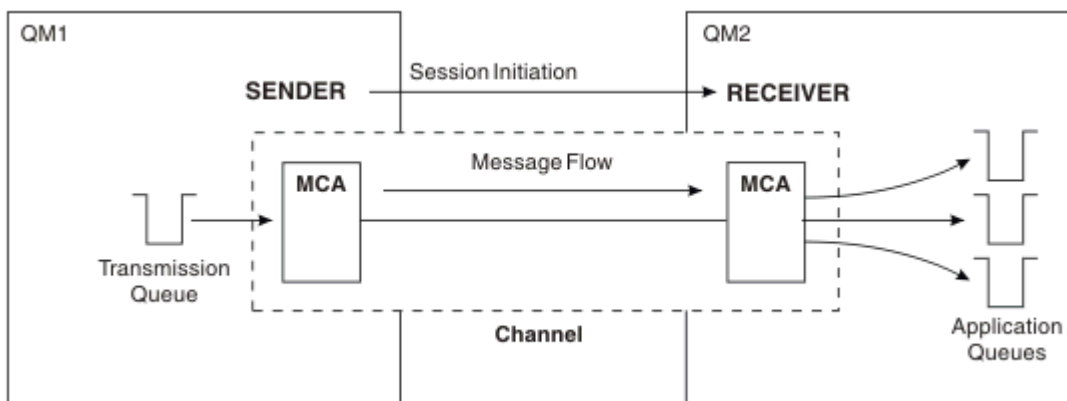 QM1
QM2
Session Initiation
SENDER
RECEIVER
Message Flow
MCA
MCA
Transmission
Queue
Channel
Application
Queues